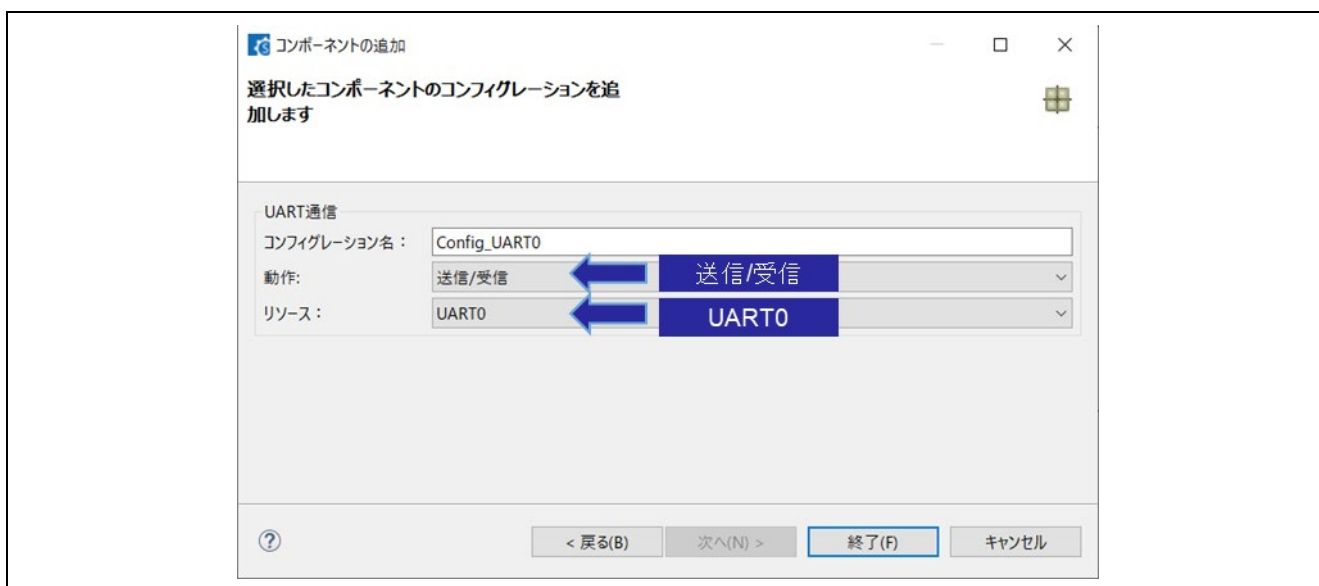 コンポーネントの追加
選択したコンポーネントのコンフィグレーションを追
加します
UART通信
コンフィグレーション名： Config_UART0
動作: 送信/受信 送信/受信
リソース： UART0 UART0
< 戻る(B) 次へ(N) > 終了(F) キャンセル